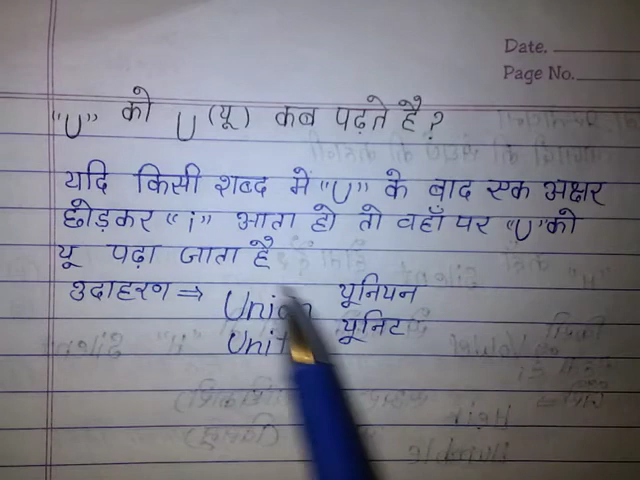 Date.
Page No.
"U" को U (यू) कब पढ़ते है?
यदि किसी शब्द में "U" के बाद एक अक्षर
छोड़कर "i" आता हो तो वहाँ पर "U" को
यू पढ़ा जाता है
उदाहरण ⇒ Union यूनियन
Unit यूनिट